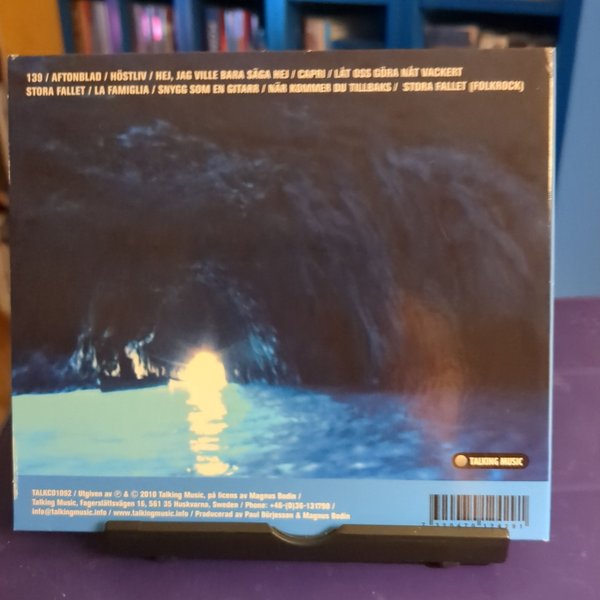 139 / AFTONBLAD / HÖSTLIV / HEJ, JAG VILLE BARA SÄGA HEJ / CAPRI / LÅT OSS GÖRA NÅT VACKERT
STORA FALLET / LA FAMIGLIA / SNYGG SOM EN GITARR / NÄR KOMMER DU TILLBAKS / STORA FALLET (FOLKROCK)
TALKING MUSIC
TALKCD1092 / Utgiven av ℗ & © 2010 Talking Music, på licens av Magnus Bodin /
Talking Music, Fagerslättsvägen 16, 561 35 Huskvarna, Sweden / Phone: +46-(0)36-131790 /
info@talkingmusic.info / www.talkingmusic.info / Producerad av Paul Börjesson & Magnus Bodin